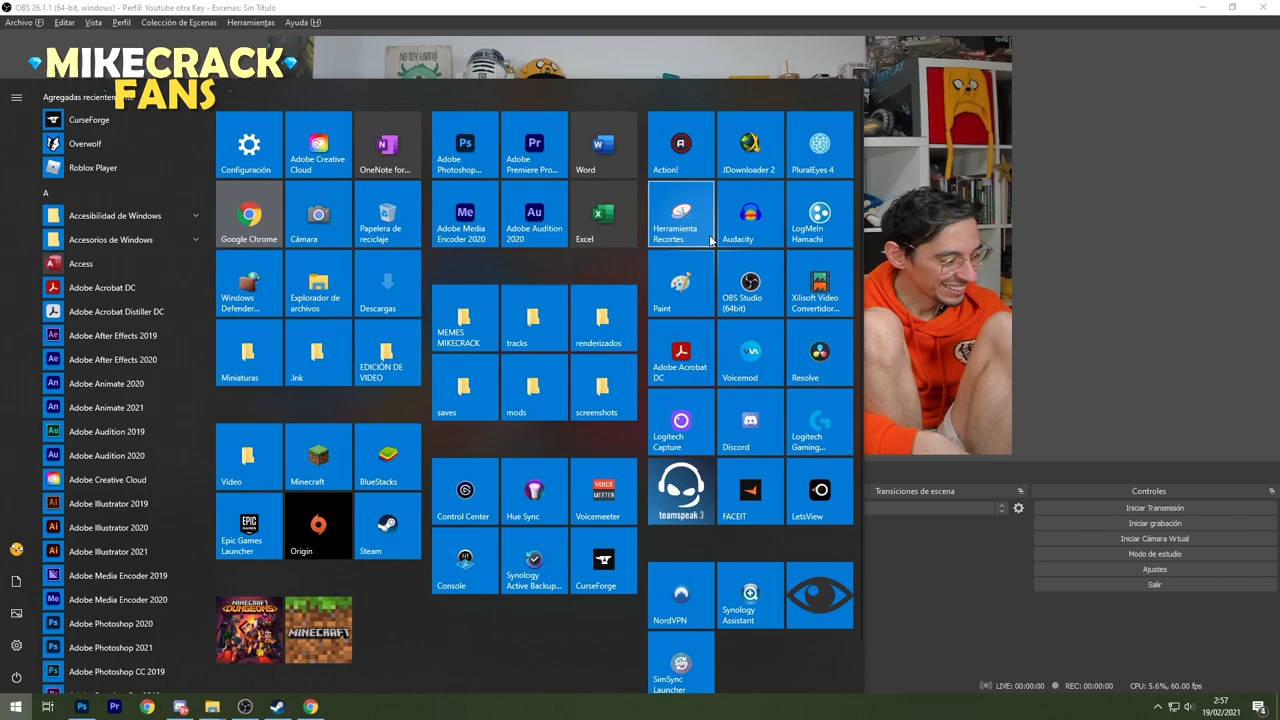 OBS 26.1.1 (64-bit, windows) - Perfil: Youtube otra Key - Escenas: Sin Título
Archivo (F) Editar Vista Perfil Colección de Escenas Herramientas Ayuda (H)
MIKECRACK
FANS
NO SOY
Agregadas
CurseForge
Overwolf
Roblox Player
A
Accesibilidad de Windows
Accesorios de Windows
Access
Adobe Acrobat DC
Adobe Acrobat Distiller DC
Adobe After Effects 2019
Adobe After Effects 2020
Adobe Animate 2020
Adobe Animate 2021
Adobe Audition 2019
Adobe Audition 2020
Adobe Creative Cloud
Adobe Illustrator 2019
Adobe Illustrator 2020
Adobe Illustrator 2021
Adobe Media Encoder 2019
Adobe Media Encoder 2020
Adobe Photoshop 2020
Adobe Photoshop 2021
Adobe Photoshop CC 2019
Configuración
Adobe Creative
Cloud
OneNote for...
Google Chrome
Cámara
Papelera de
reciclaje
Windows
Defender...
Explorador de
archivos
Descargas
Miniaturas
.Ink
EDICIÓN DE
VIDEO
Video
Minecraft
BlueStacks
EPIC
GAMES
Epic Games
Launcher
Origin
Steam
MINECRAFT
DUNGEONS
MINECRAFT
Adobe
Photoshop...
Adobe
Premiere Pro...
Word
Adobe Media
Encoder 2020
Adobe Audition
2020
Excel
MEMES
MIKECRACK
tracks
renderizados
saves
mods
screenshots
Control Center
Hue Sync
VOICE
MEETER
Voicemeeter
Console
Synology
Active Backup...
CurseForge
Action!
JDownloader 2
PluralEyes 4
Herramienta
Recortes
Audacity
LogMeIn
Hamachi
Paint
OBS Studio
(64bit)
Xilisoft Video
Convertidor...
Adobe Acrobat
DC
Voicemod
Resolve
Logitech
Capture
Discord
Logitech
Gaming...
teamspeak 3
FACEIT
LetsView
NordVPN
Synology
Assistant
SimSync
Launcher
Transiciones de escena
Controles
Iniciar Transmisión
Iniciar grabación
Iniciar Cámara Virtual
Modo de estudio
Ajustes
Salir
LIVE: 00:00:00 REC: 00:00:00 CPU: 5.6%, 60.00 fps
2:57
19/02/2021
4